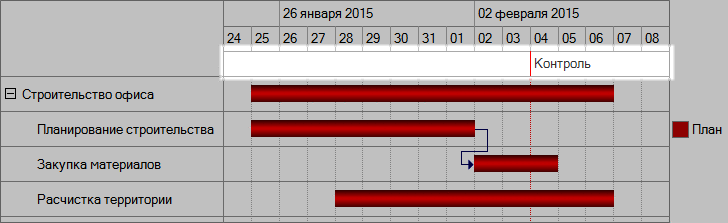 26 января 2015 02 февраля 2015
24 25 26 27 28 29 30 31 01 02 03 04 05 06 07 08
Контроль
Строительство офиса
Планирование строительства
План
Закупка материалов
Расчистка территории